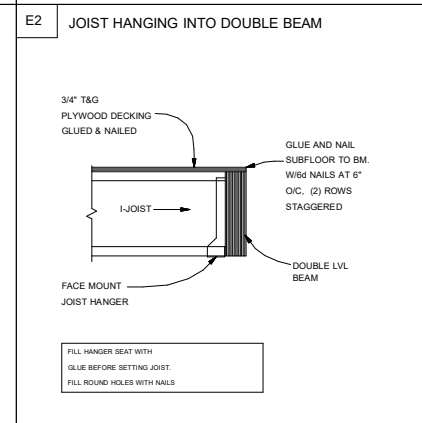 E2
JOIST HANGING INTO DOUBLE BEAM
3/4" T&G
PLYWOOD DECKING
GLUED & NAILED
GLUE AND NAIL
SUBFLOOR TO BM.
W/6d NAILS AT 6"
O/C, (2) ROWS
STAGGERED
I-JOIST
DOUBLE LVL
BEAM
FACE MOUNT
JOIST HANGER
FILL HANGER SEAT WITH
GLUE BEFORE SETTING JOIST.
FILL ROUND HOLES WITH NAILS